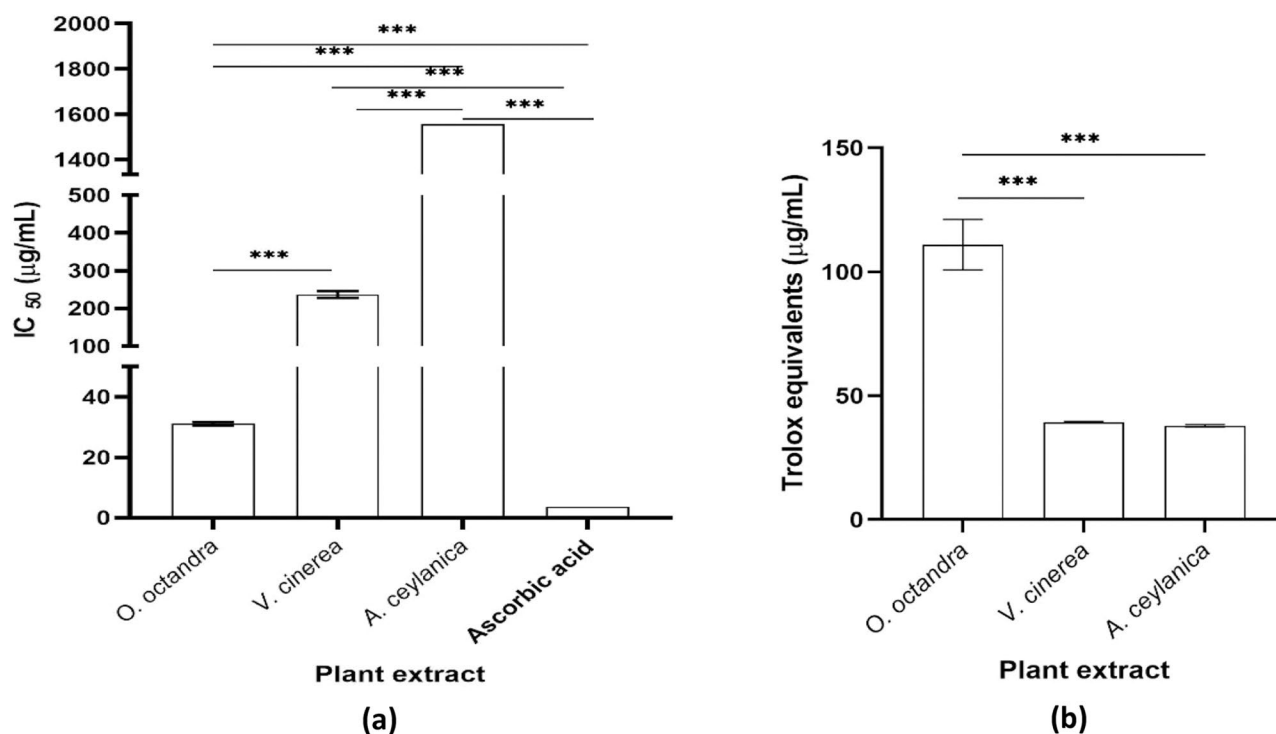 2000
1800
1600
1400
500
400
300
200
100
40
20
0
IC 50 (μg/mL)
***
***
***
***
***
***
O. octandra
V. cinerea
A. ceylanica
Ascorbic acid
Plant extract
(a)
150
100
50
0
Trolox equivalents (μg/mL)
***
***
O. octandra
V. cinerea
A. ceylanica
Plant extract
(b)